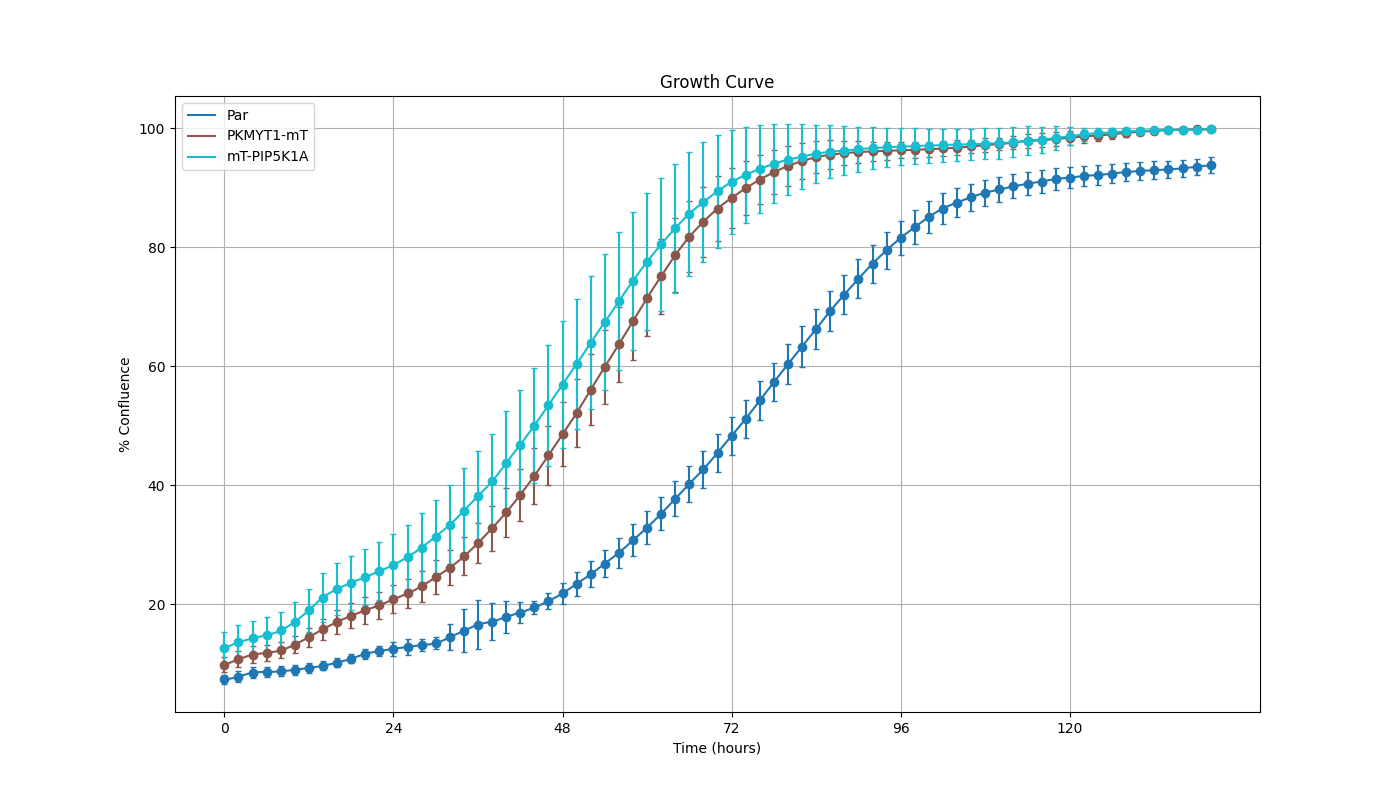 Growth Curve
Par
PKMYT1-mT
mT-PIP5K1A
100
80
60
40
20
% Confluence
0 24 48 72 96 120
Time (hours)